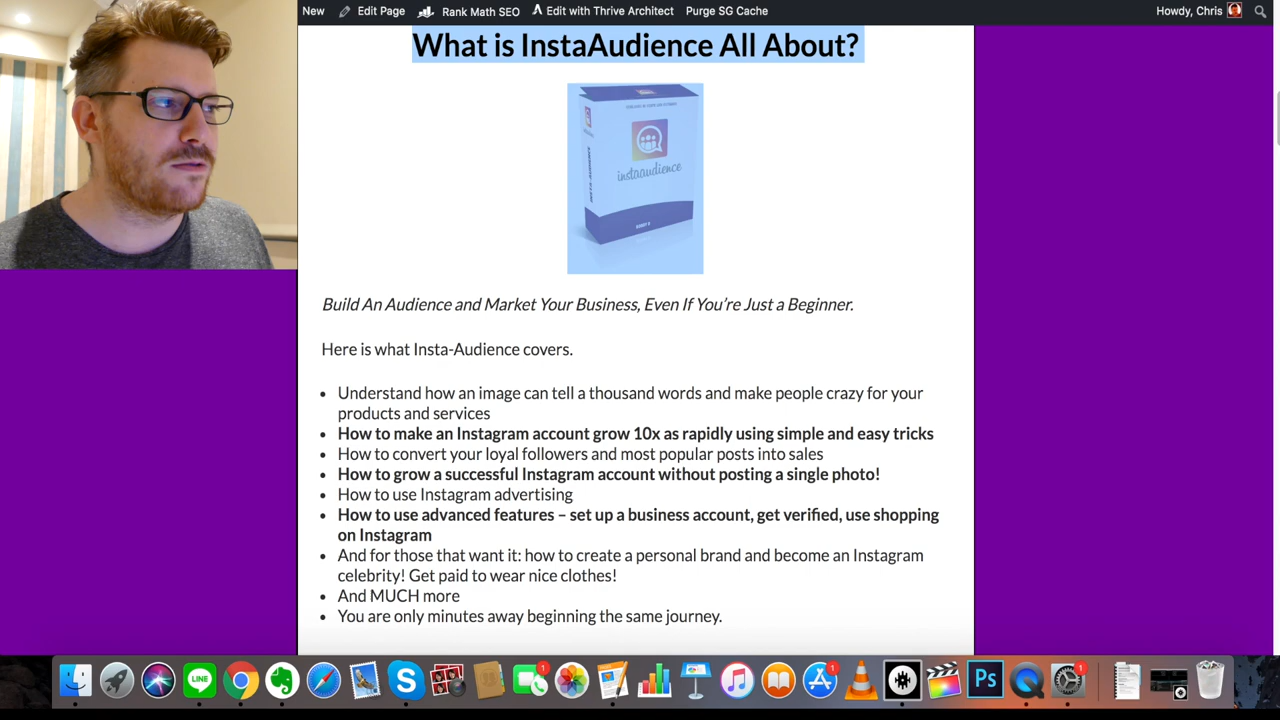 New Edit Page Rank Math SEO Edit with Thrive Architect Purge SG Cache Howdy, Chris
What is InstaAudience All About?
instaaudience
Build An Audience and Market Your Business, Even If You're Just a Beginner.
Here is what Insta-Audience covers.
• Understand how an image can tell a thousand words and make people crazy for your
products and services
• How to make an Instagram account grow 10x as rapidly using simple and easy tricks
• How to convert your loyal followers and most popular posts into sales
• How to grow a successful Instagram account without posting a single photo!
• How to use Instagram advertising
• How to use advanced features – set up a business account, get verified, use shopping
on Instagram
• And for those that want it: how to create a personal brand and become an Instagram
celebrity! Get paid to wear nice clothes!
• And MUCH more
• You are only minutes away beginning the same journey.
LINE
1
1
Ps
1